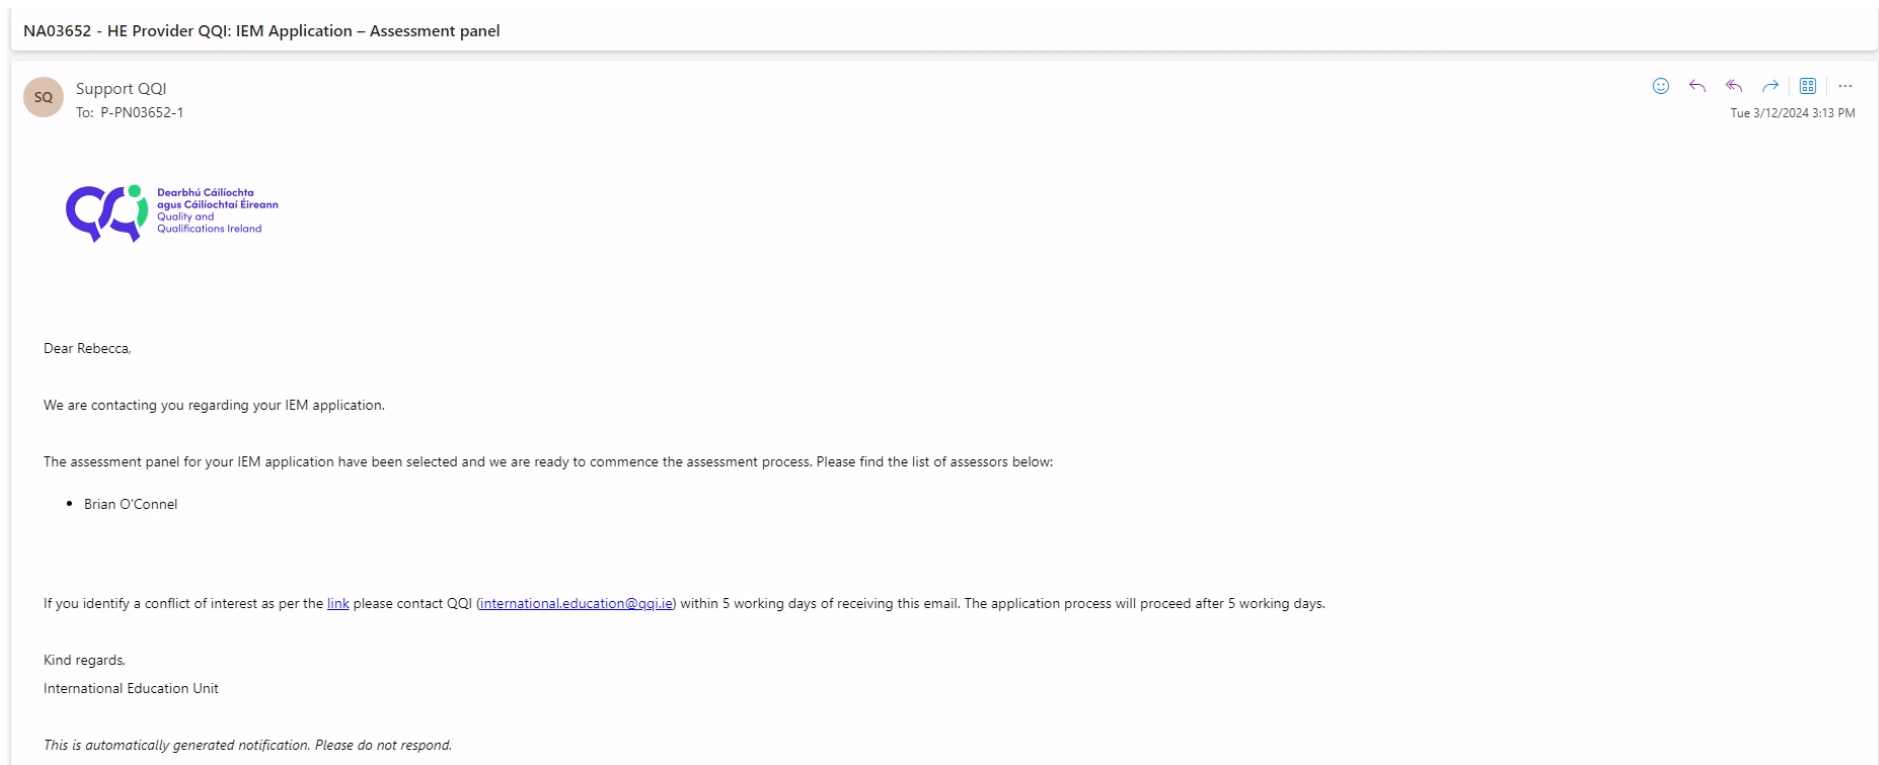 NA03652 - HE Provider QQI: IEM Application – Assessment panel
SQ
Support QQI
To: P-PN03652-1
Tue 3/12/2024 3:13 PM
Dearbhú Cáilíochta
agus Cáilíochtaí Éireann
Quality and
Qualifications Ireland
Dear Rebecca,
We are contacting you regarding your IEM application.
The assessment panel for your IEM application have been selected and we are ready to commence the assessment process. Please find the list of assessors below:
• Brian O'Connel
If you identify a conflict of interest as per the link please contact QQI (international.education@qqi.ie) within 5 working days of receiving this email. The application process will proceed after 5 working days.
Kind regards,
International Education Unit
This is automatically generated notification. Please do not respond.